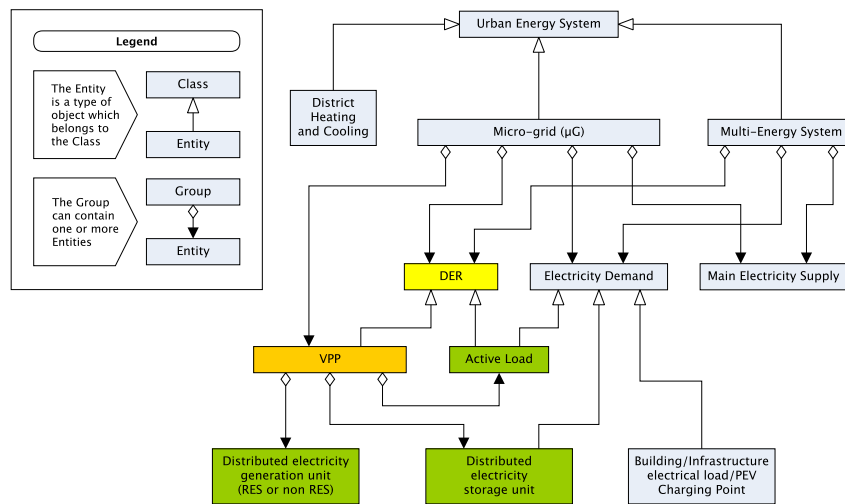 Legend
The Entity
is a type of
object which
belongs to
the Class
Class
Entity
The Group
can contain
one or more
Entities
Group
Entity
Urban Energy System
District
Heating
and Cooling
Micro-grid (µG)
Multi-Energy System
DER
Electricity Demand
Main Electricity Supply
VPP
Active Load
Distributed electricity
generation unit
(RES or non RES)
Distributed
electricity
storage unit
Building/Infrastructure
electrical load/PEV
Charging Point